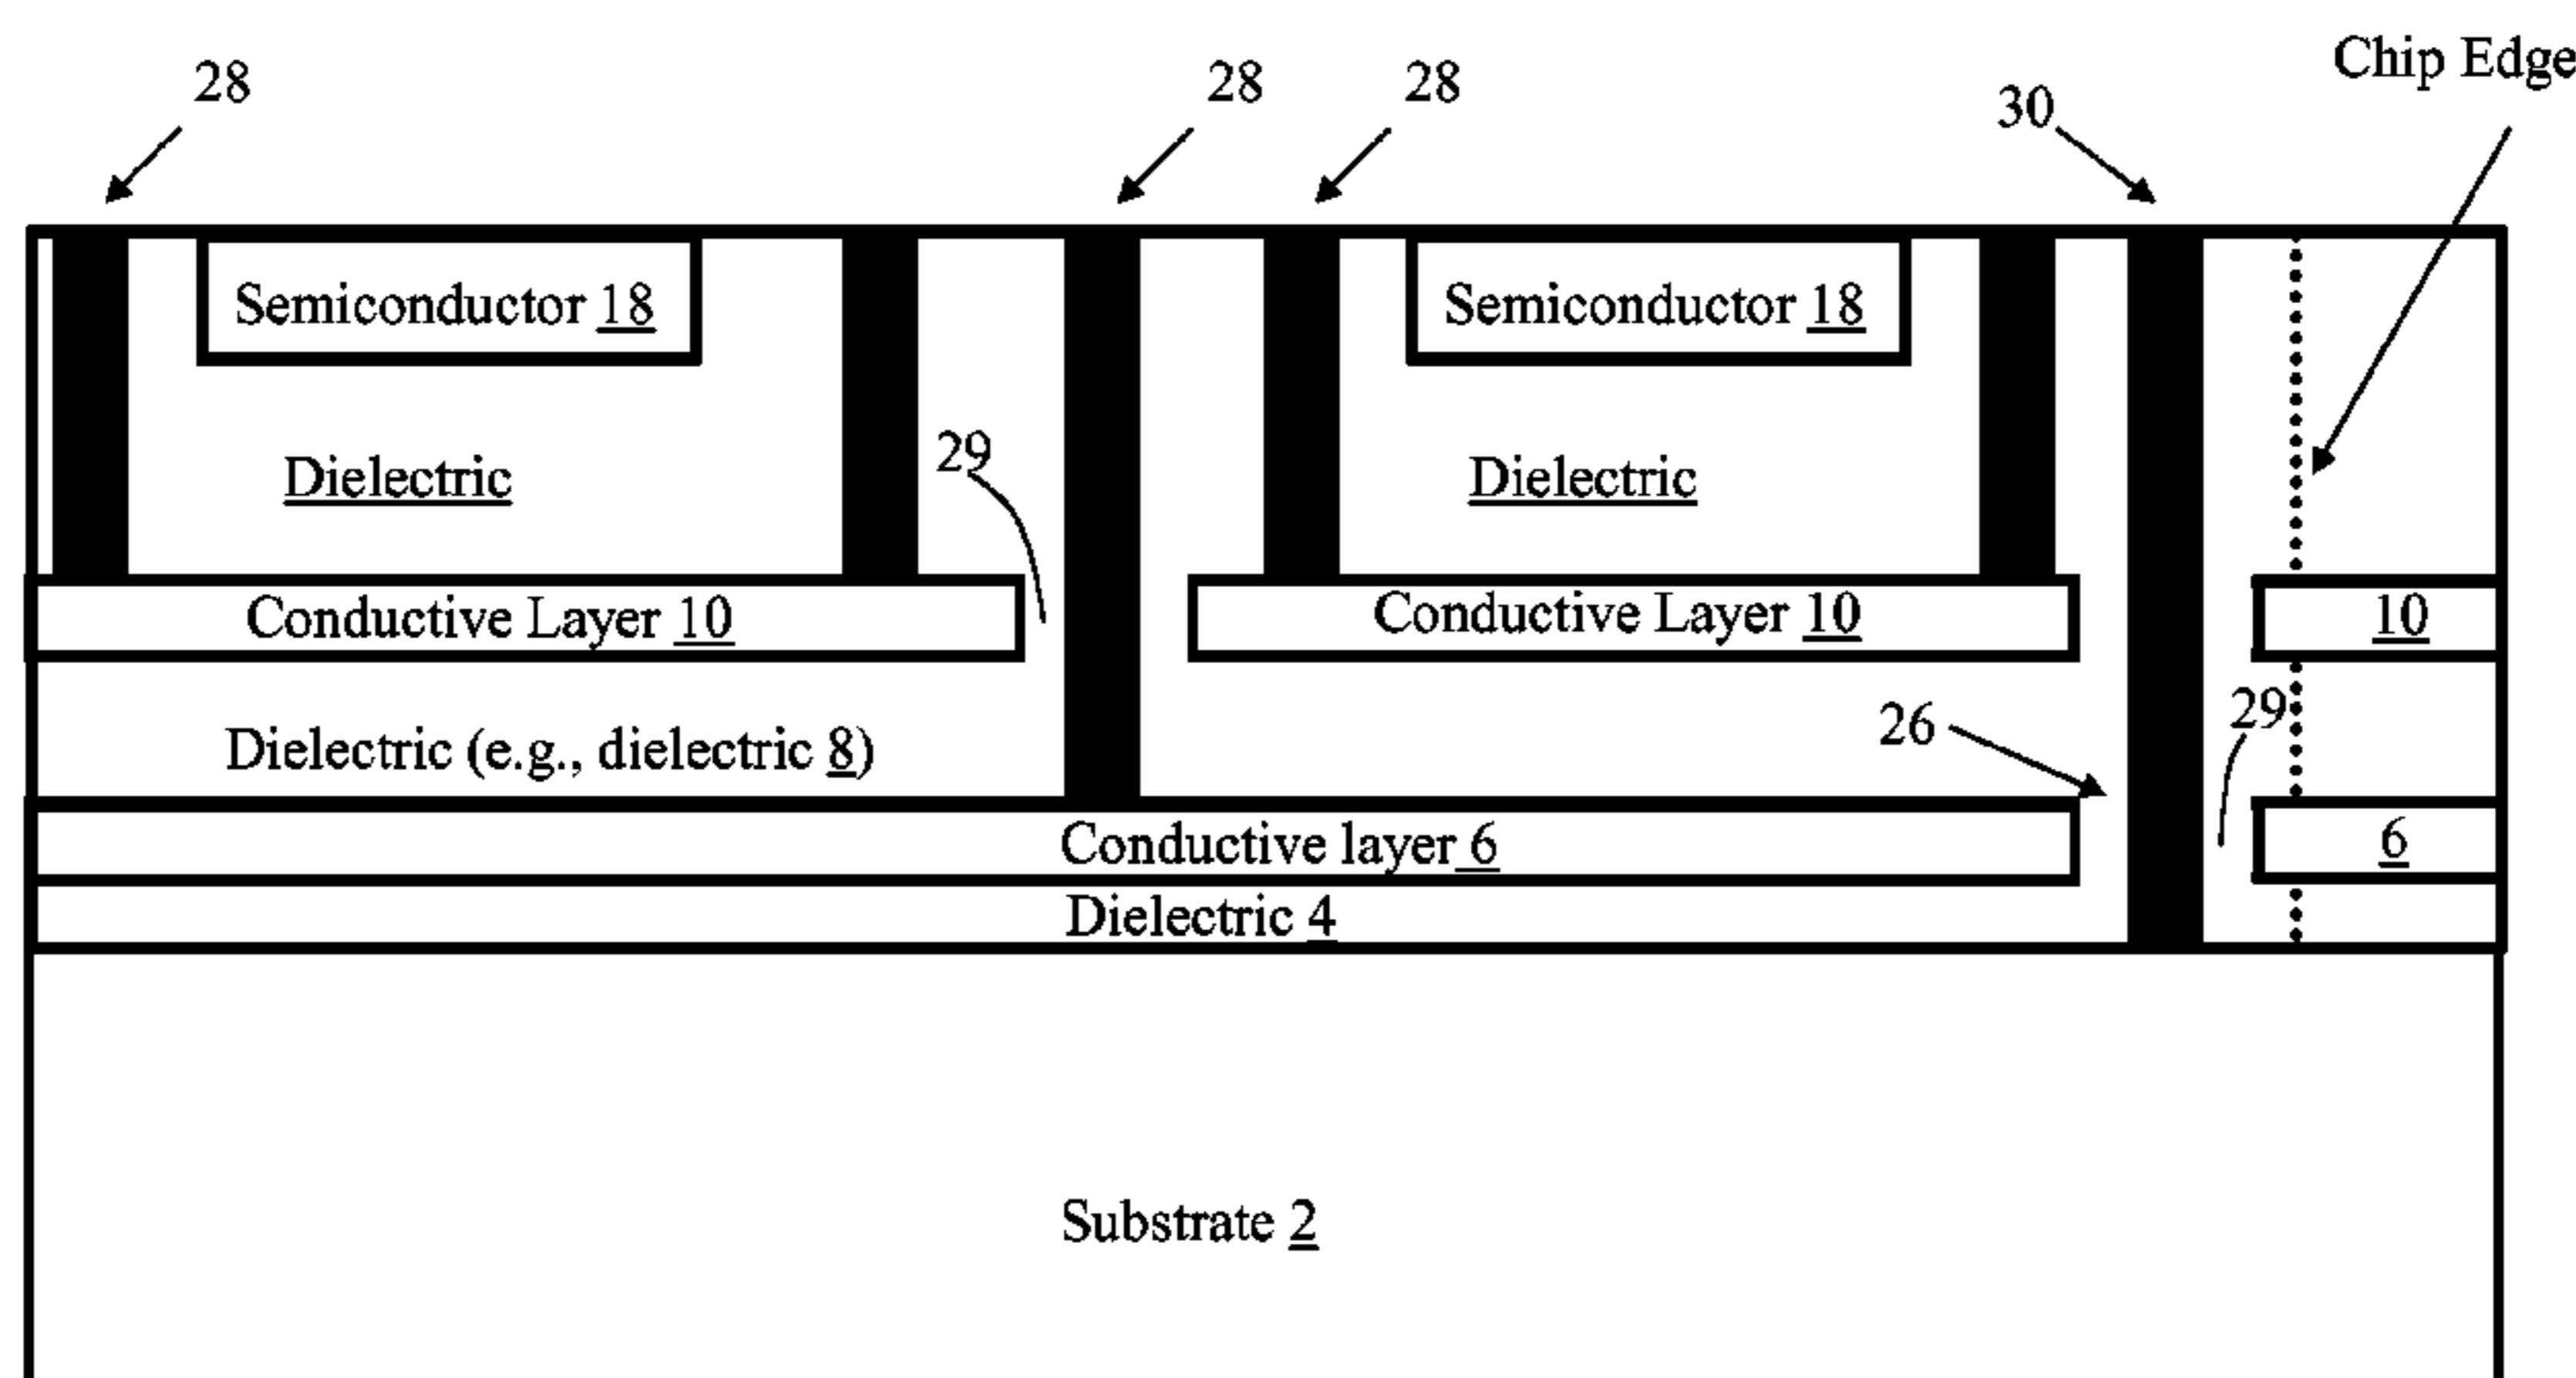 Chip Edge
28
28
28
30
Semiconductor 18
Semiconductor 18
29
Dielectric
Dielectric
Conductive Layer 10
Conductive Layer 10
10
29
26
Dielectric (e.g., dielectric 8)
Conductive layer 6
6
Dielectric 4
Substrate 2